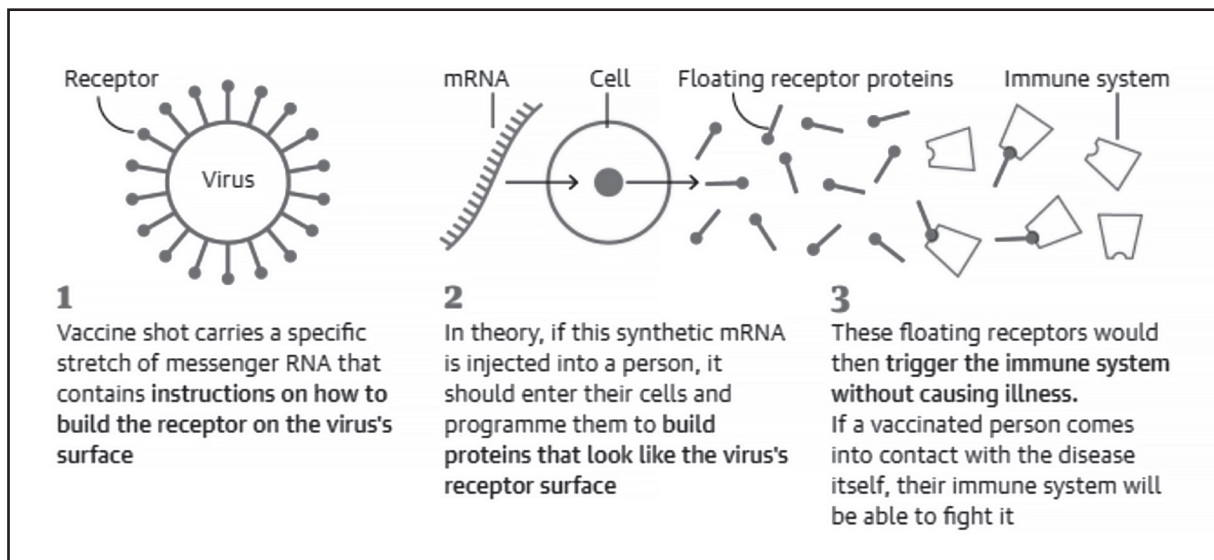 Receptor
Virus
mRNA
Cell
Floating receptor proteins
Immune system
1
Vaccine shot carries a specific
stretch of messenger RNA that
contains instructions on how to
build the receptor on the virus's
surface
2
In theory, if this synthetic mRNA
is injected into a person, it
should enter their cells and
programme them to build
proteins that look like the virus's
receptor surface
3
These floating receptors would
then trigger the immune system
without causing illness.
If a vaccinated person comes
into contact with the disease
itself, their immune system will
be able to fight it